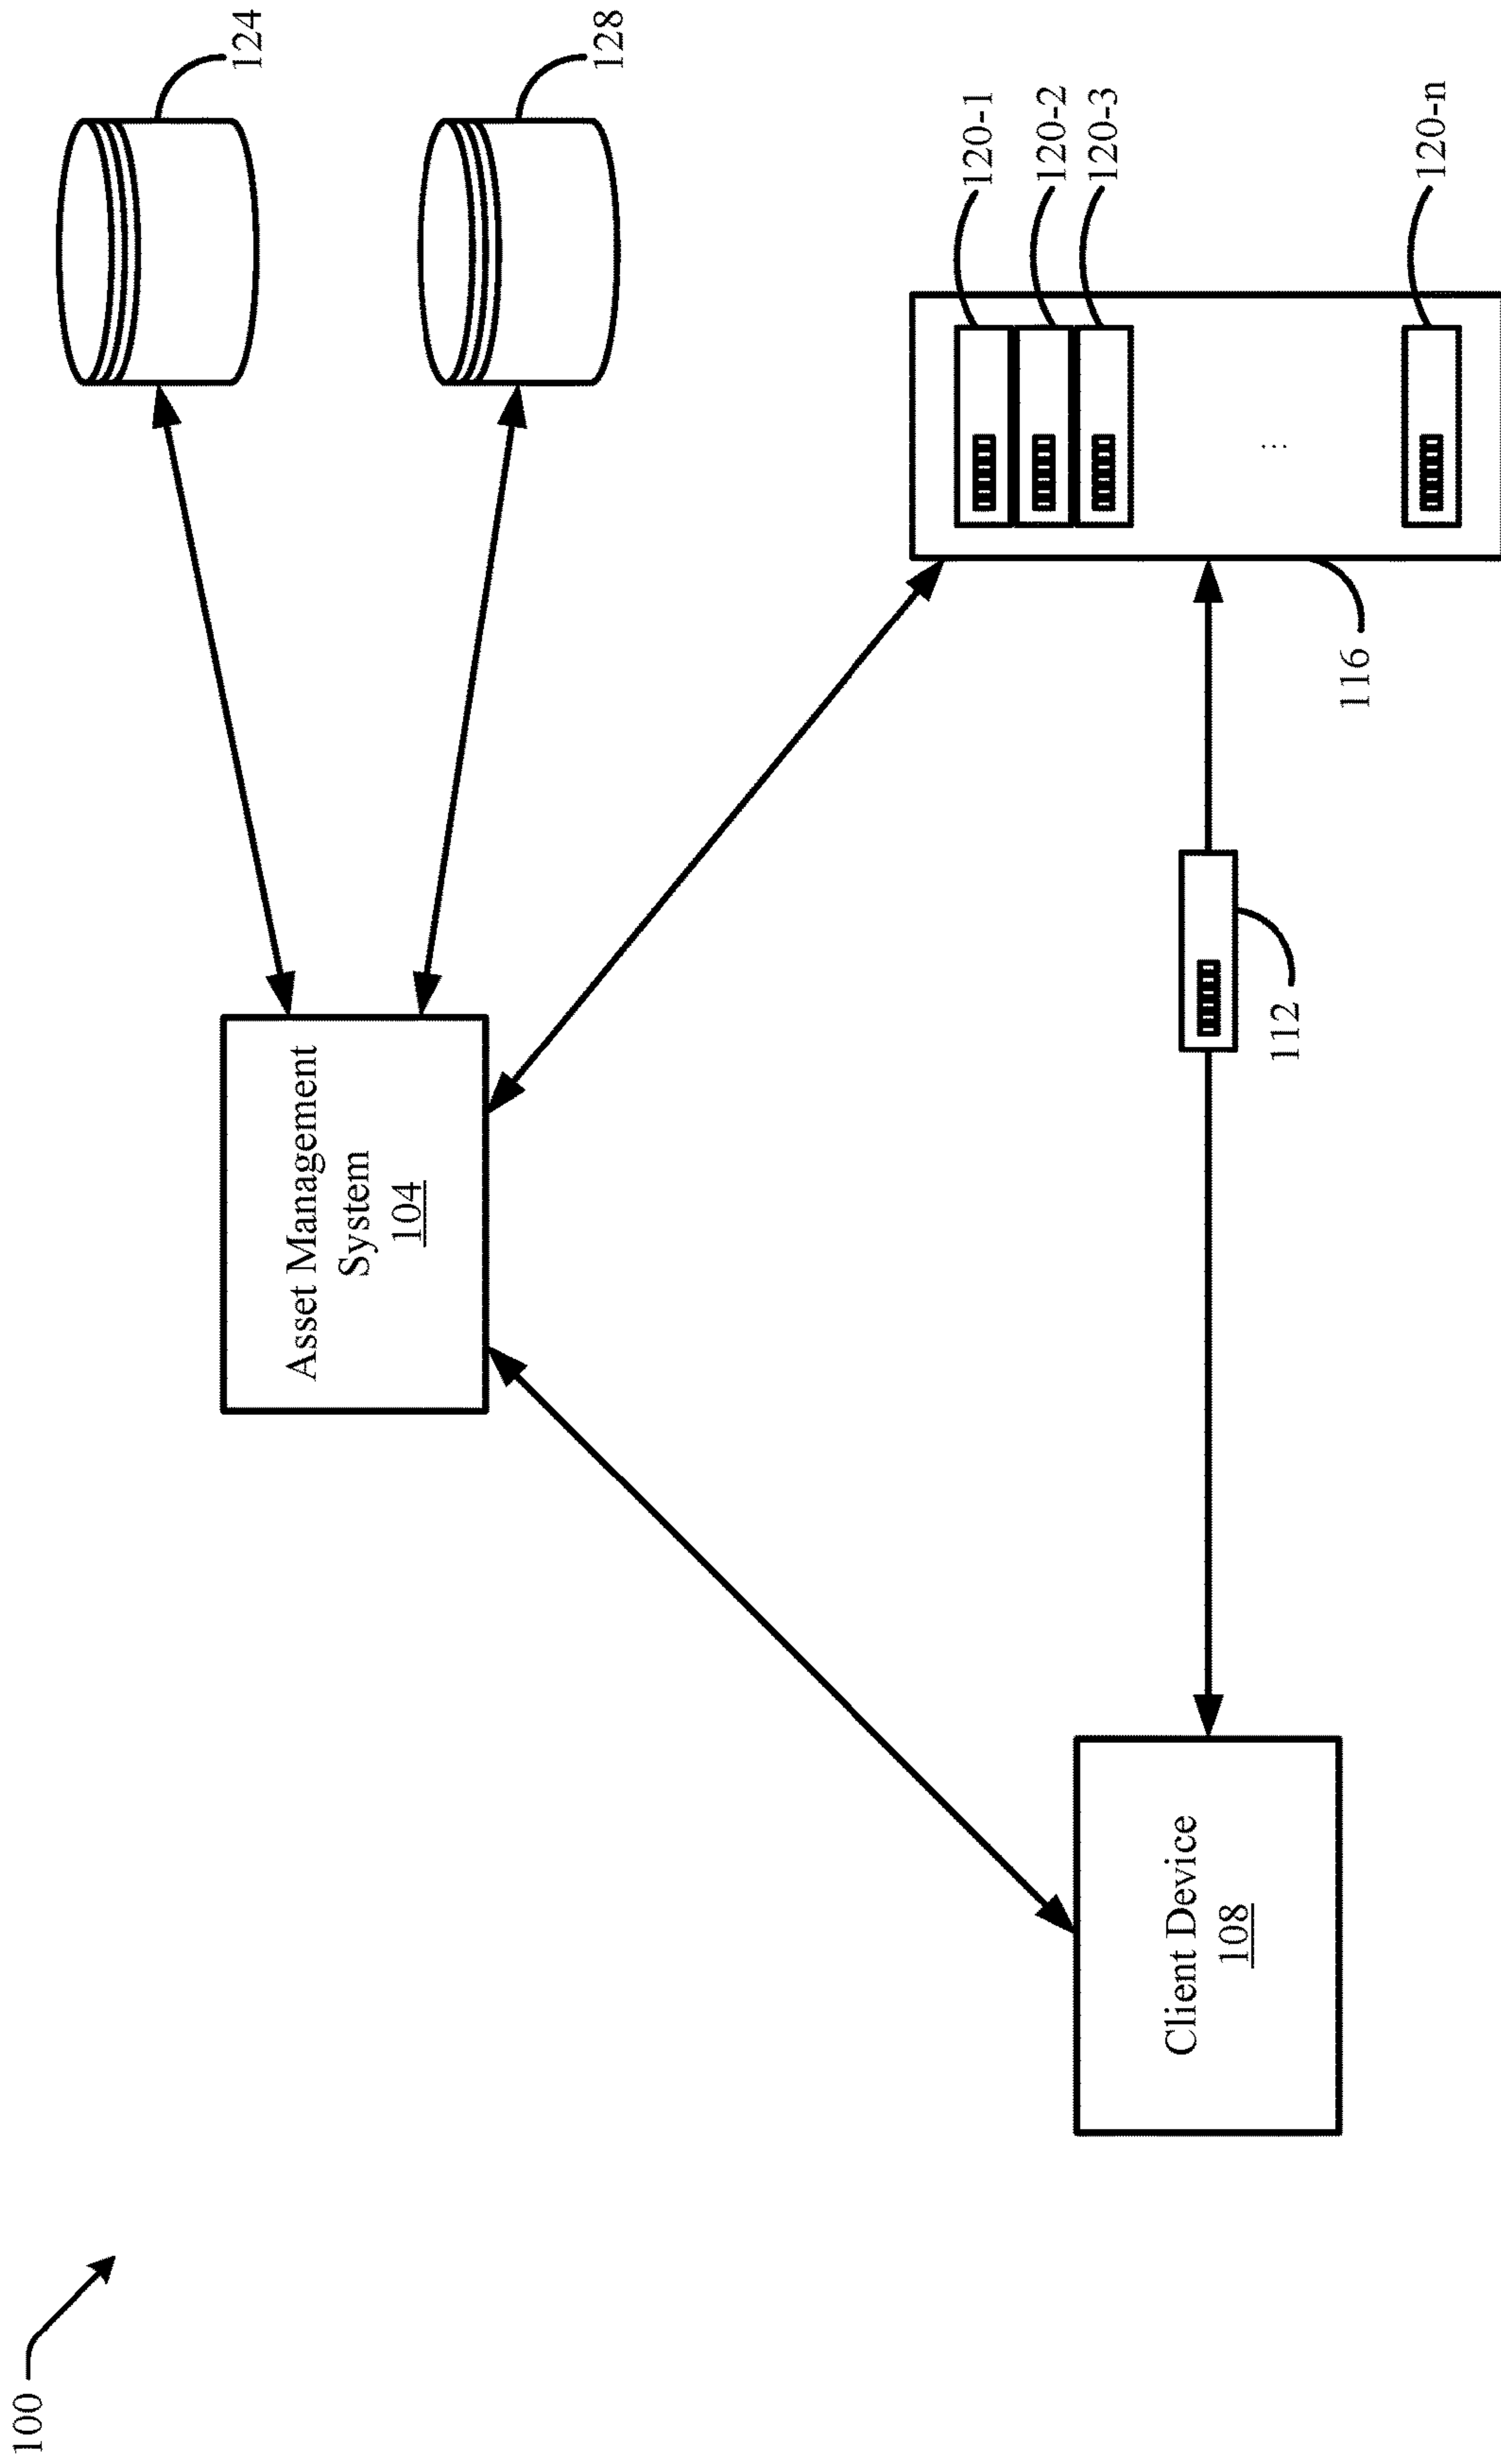 100
Asset Management
System
104
124
128
120-1
120-2
120-3
...
120-n
116
112
Client Device
108